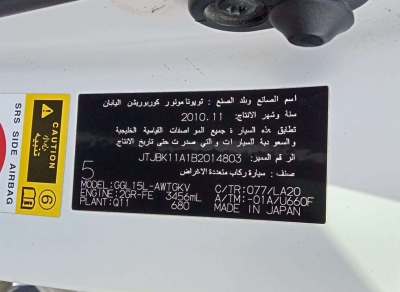 اسم الصانع وبلد الصنع : تويوتا موتور كوربوريشن اليابان
سنة وشهر الانتاج: 2010.11
تطابق هذه السيارة جميع المواصفات القياسية الخليجية
والسعودية للسيارات والتي صدرت حتى تاريخ الانتاج.
الرقم المميز: JTJBK11A1B2014803
صنف : سيارة ركاب متعددة الاغراض
5
MODEL:GGL15L-AWTGKV C/TR:077/LA20
ENGINE:2GR-FE 3456mL A/TM:-01A/U660F
PLANT:Q11 680 MADE IN JAPAN
CAUTION
تنبيه
SRS SIDE AIRBAG
6